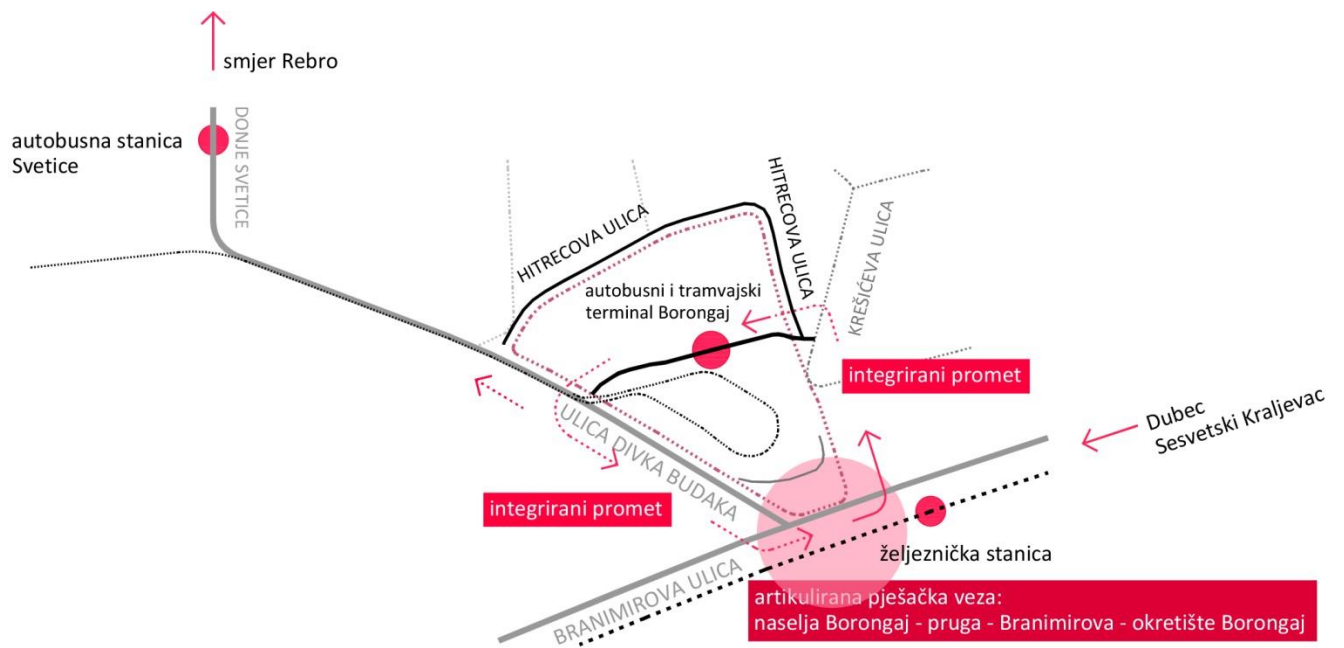 smjer Rebro
autobusna stanica
Svetice
DONJE SVETICE
HITRECOVA ULICA
HITRECOVA ULICA
KREŠIĆEVA ULICA
autobusni i tramvajski
terminal Borongaj
integrirani promet
Dubec
Sesvetski Kraljevac
ULICA DIVKA BUDAKA
integrirani promet
željeznička stanica
BRANIMIROVA ULICA
artikulirana pješačka veza:
naselja Borongaj - pruga - Branimirova - okretište Borongaj